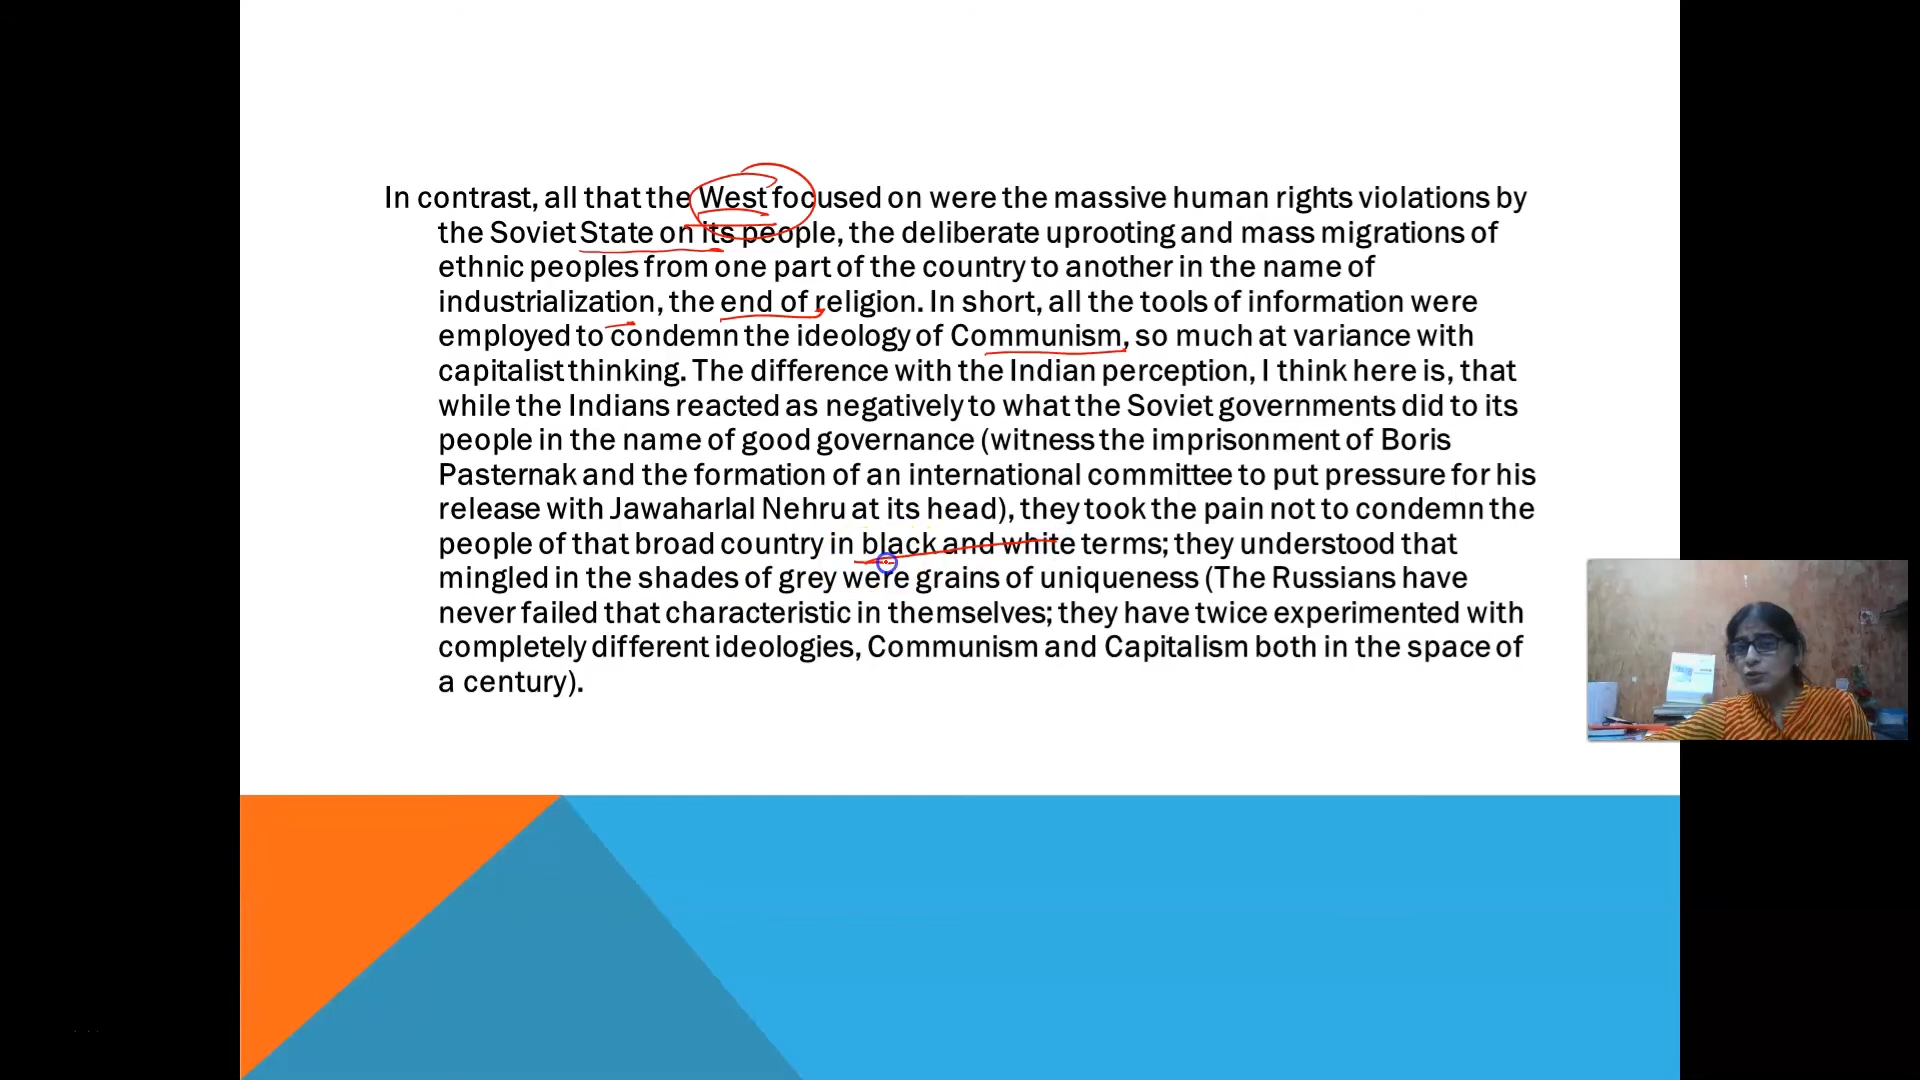 In contrast, all that the West focused on were the massive human rights violations by
the Soviet State on its people, the deliberate uprooting and mass migrations of
ethnic peoples from one part of the country to another in the name of
industrialization, the end of religion. In short, all the tools of information were
employed to condemn the ideology of Communism, so much at variance with
capitalist thinking. The difference with the Indian perception, I think here is, that
while the Indians reacted as negatively to what the Soviet governments did to its
people in the name of good governance (witness the imprisonment of Boris
Pasternak and the formation of an international committee to put pressure for his
release with Jawaharlal Nehru at its head), they took the pain not to condemn the
people of that broad country in black and white terms; they understood that
mingled in the shades of grey were grains of uniqueness (The Russians have
never failed that characteristic in themselves; they have twice experimented with
completely different ideologies, Communism and Capitalism both in the space of
a century).